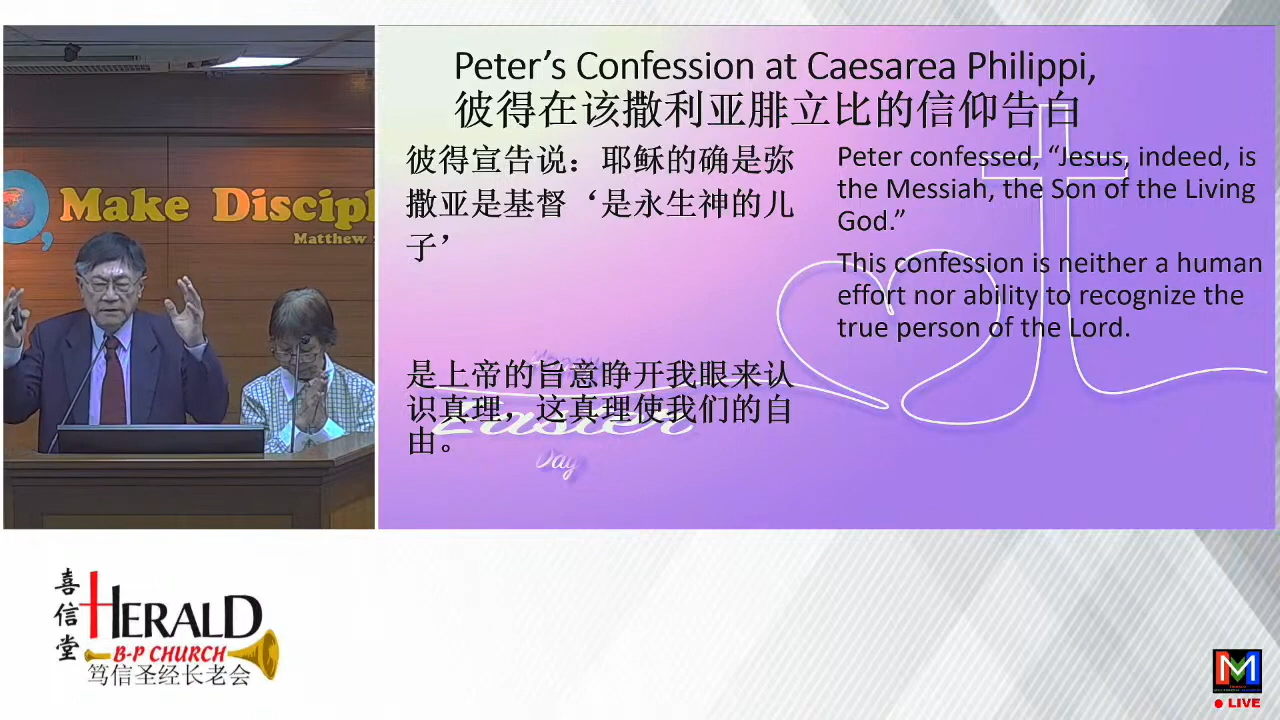 Peter's Confession at Caesarea Philippi,
彼得在该撒利亚腓立比的信仰告白
彼得宣告说：耶稣的确是弥
撒亚是基督‘是永生神的儿
子’
是上帝的旨意睁开我眼来认
识真理，这真理使我们的自
由。
Peter confessed, “Jesus, indeed, is
the Messiah, the Son of the Living
God.”
This confession is neither a human
effort nor ability to recognize the
true person of the Lord.
Happy
Easter
Day
Make Discipl
Matthew
喜信堂
HERALD
B-P CHURCH
笃信圣经长老会
LIVE